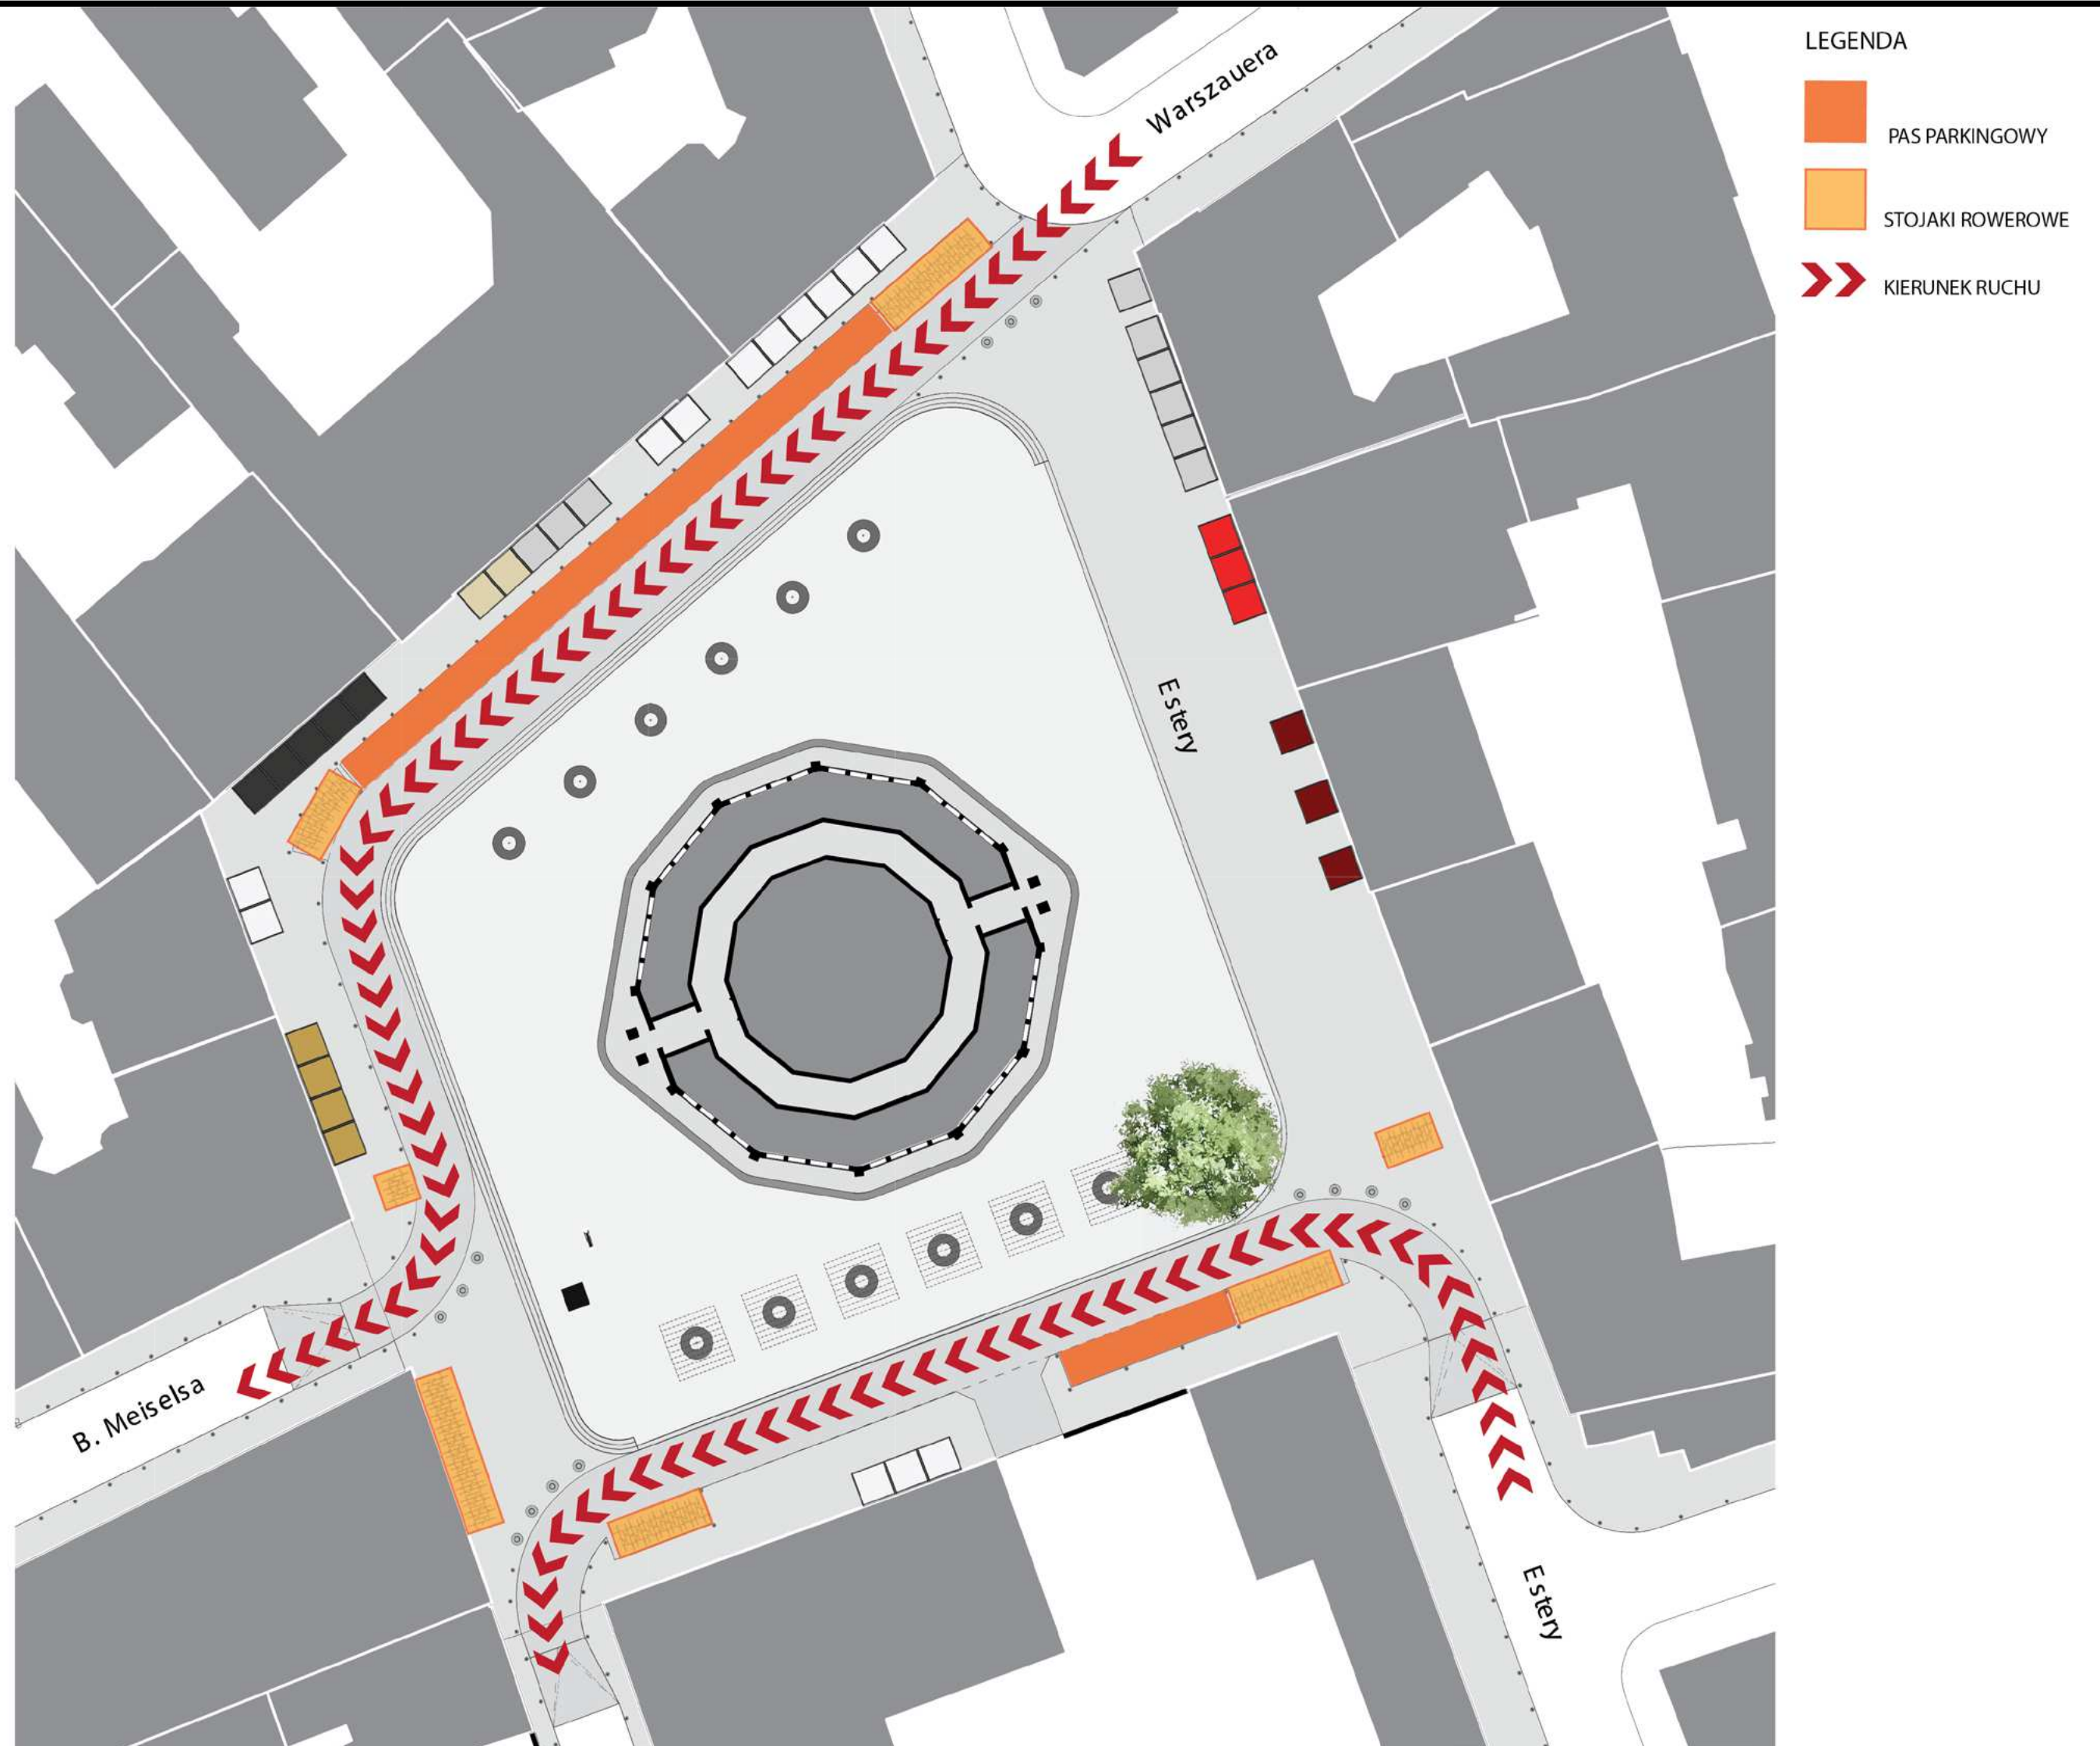 LEGENDA
PAS PARKINGOWY
STOJAKI ROWEROWE
KIERUNEK RUCHU
Warszauera
Estery
B. Meiselsa
Estery